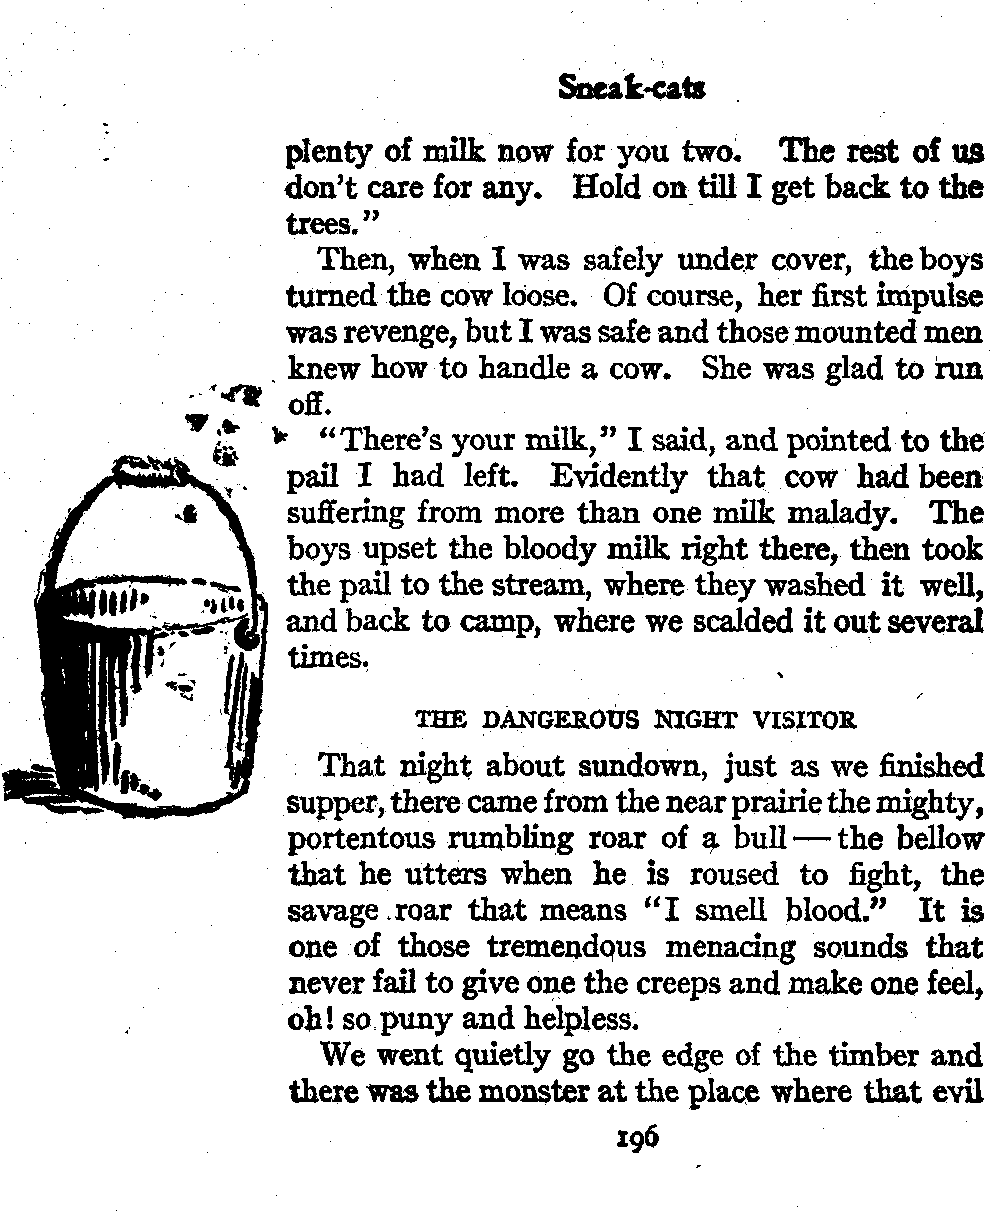 Sneak-cats
plenty of milk now for you two. The rest of us
don't care for any. Hold on till I get back to the
trees."
Then, when I was safely under cover, the boys
turned the cow loose. Of course, her first impulse
was revenge, but I was safe and those mounted men
knew how to handle a cow. She was glad to run
off.
"There's your milk," I said, and pointed to the
pail I had left. Evidently that cow had been
suffering from more than one milk malady. The
boys upset the bloody milk right there, then took
the pail to the stream, where they washed it well,
and back to camp, where we scalded it out several
times.
THE DANGEROUS NIGHT VISITOR
That night about sundown, just as we finished
supper, there came from the near prairie the mighty,
portentous rumbling roar of a bull — the bellow
that he utters when he is roused to fight, the
savage roar that means "I smell blood." It is
one of those tremendous menacing sounds that
never fail to give one the creeps and make one feel,
oh! so puny and helpless.
We went quietly go the edge of the timber and
there was the monster at the place where that evil
196